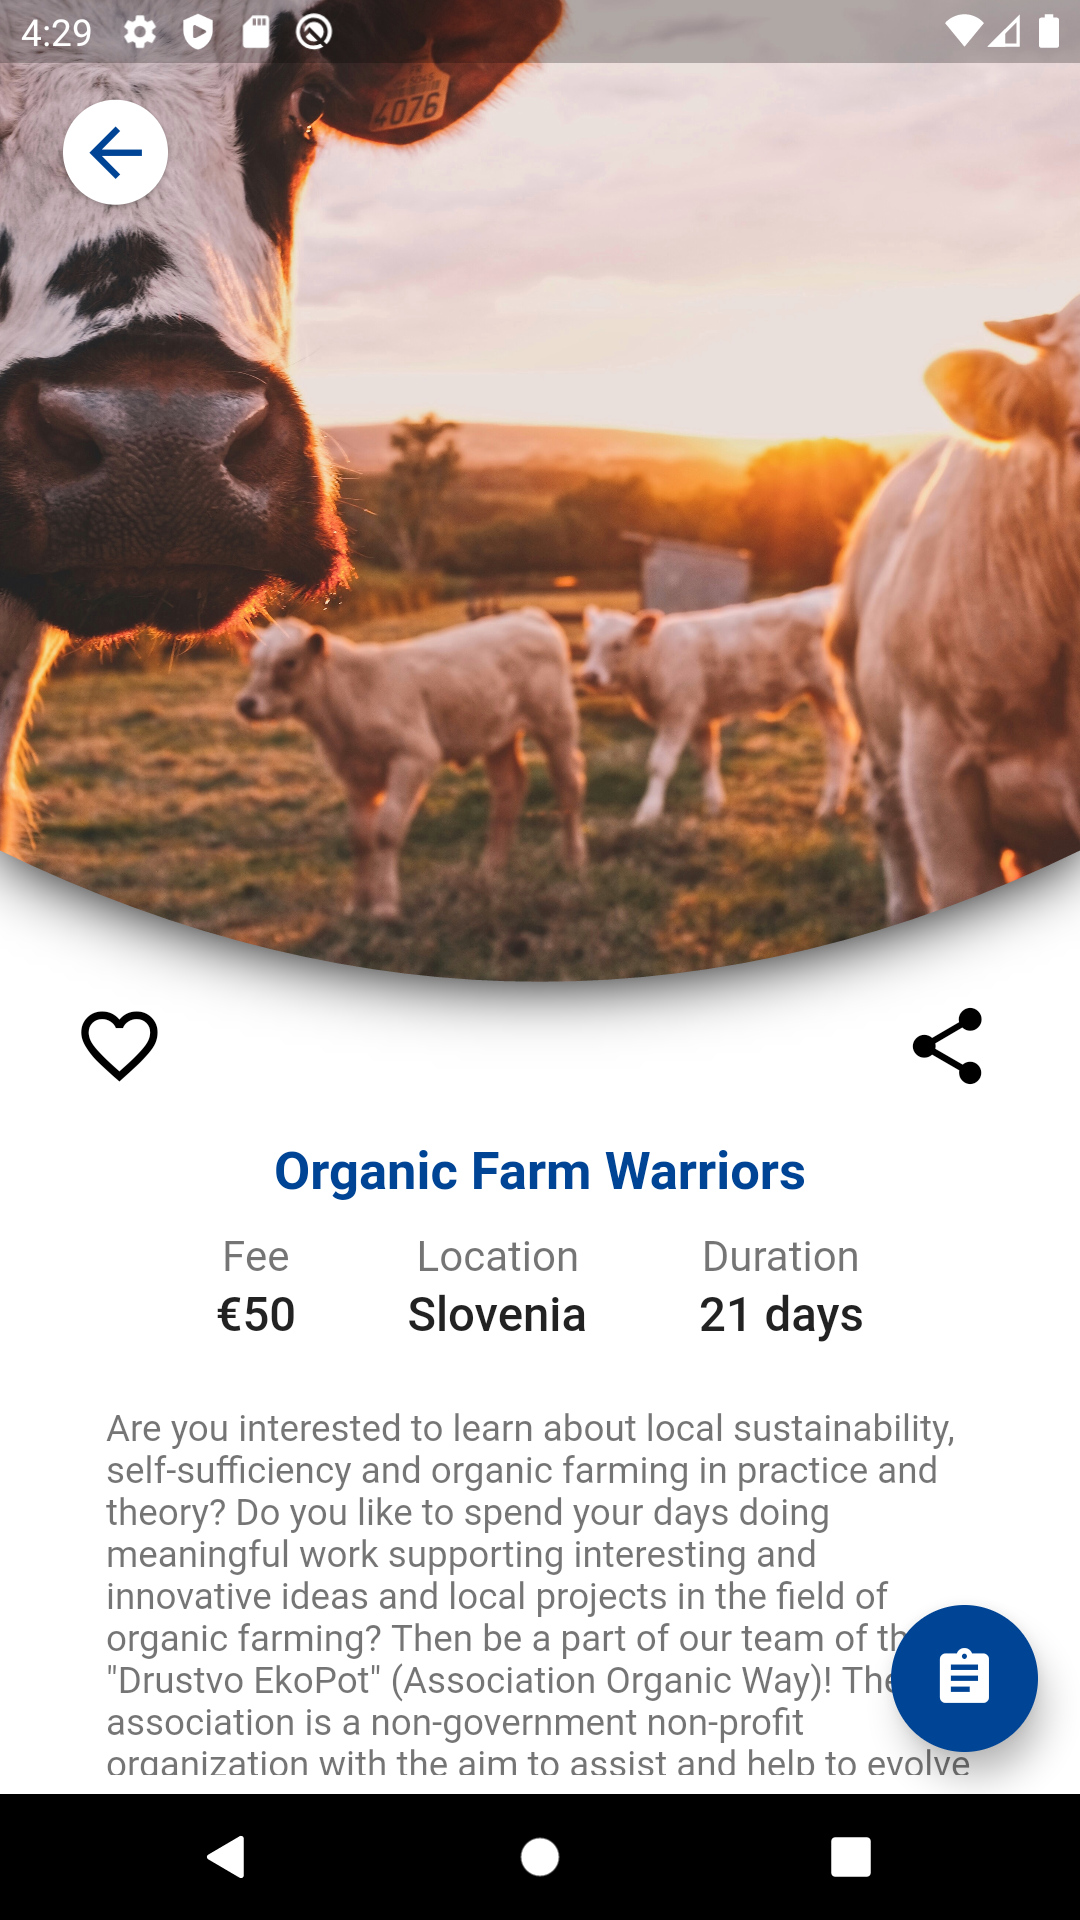 4:29
4076
Organic Farm Warriors
Fee Location Duration
€50 Slovenia 21 days
Are you interested to learn about local sustainability,
self-sufficiency and organic farming in practice and
theory? Do you like to spend your days doing
meaningful work supporting interesting and
innovative ideas and local projects in the field of
organic farming? Then be a part of our team of
"Drustvo EkoPot" (Association Organic Way)! The
association is a non-government non-profit
organization with the aim to assist and help to evolve